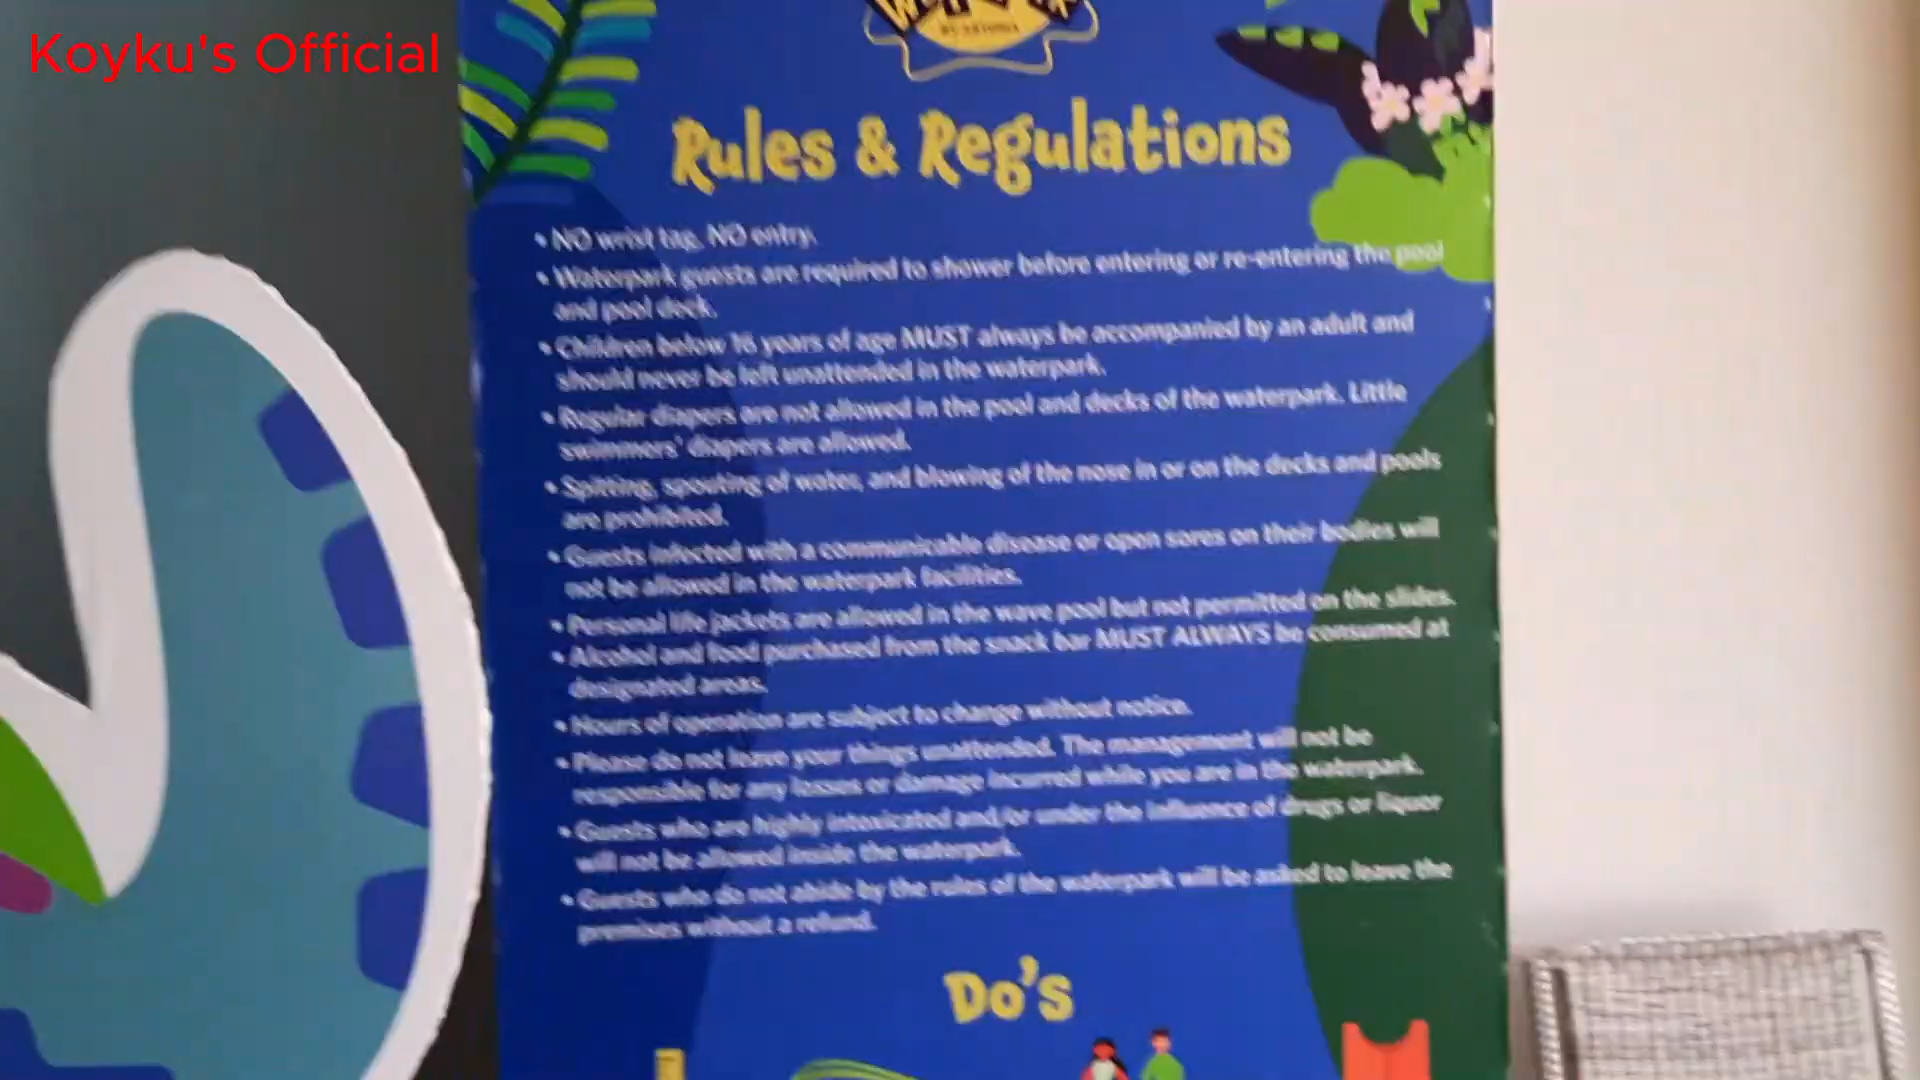 Koyku's Official
Rules & Regulations
• NO wrist tag, NO entry.
• Waterpark guests are required to shower before entering or re-entering the pool
and pool deck.
• Children below 16 years of age MUST always be accompanied by an adult and
should never be left unattended in the waterpark.
• Regular diapers are not allowed in the pool and decks of the waterpark. Little
swimmers' diapers are allowed.
• Spitting, spouting of water, and blowing of the nose in or on the decks and pools
are prohibited.
• Guests infected with a communicable disease or open sores on their bodies will
not be allowed in the waterpark facilities.
• Personal life jackets are allowed in the wave pool but not permitted on the slides.
• Alcohol and food purchased from the snack bar MUST ALWAYS be consumed at
designated areas.
• Hours of operation are subject to change without notice.
• Please do not leave your things unattended. The management will not be
responsible for any losses or damage incurred while you are in the waterpark.
• Guests who are highly intoxicated and/or under the influence of drugs or liquor
will not be allowed inside the waterpark.
• Guests who do not abide by the rules of the waterpark will be asked to leave the
premises without a refund.
Do's